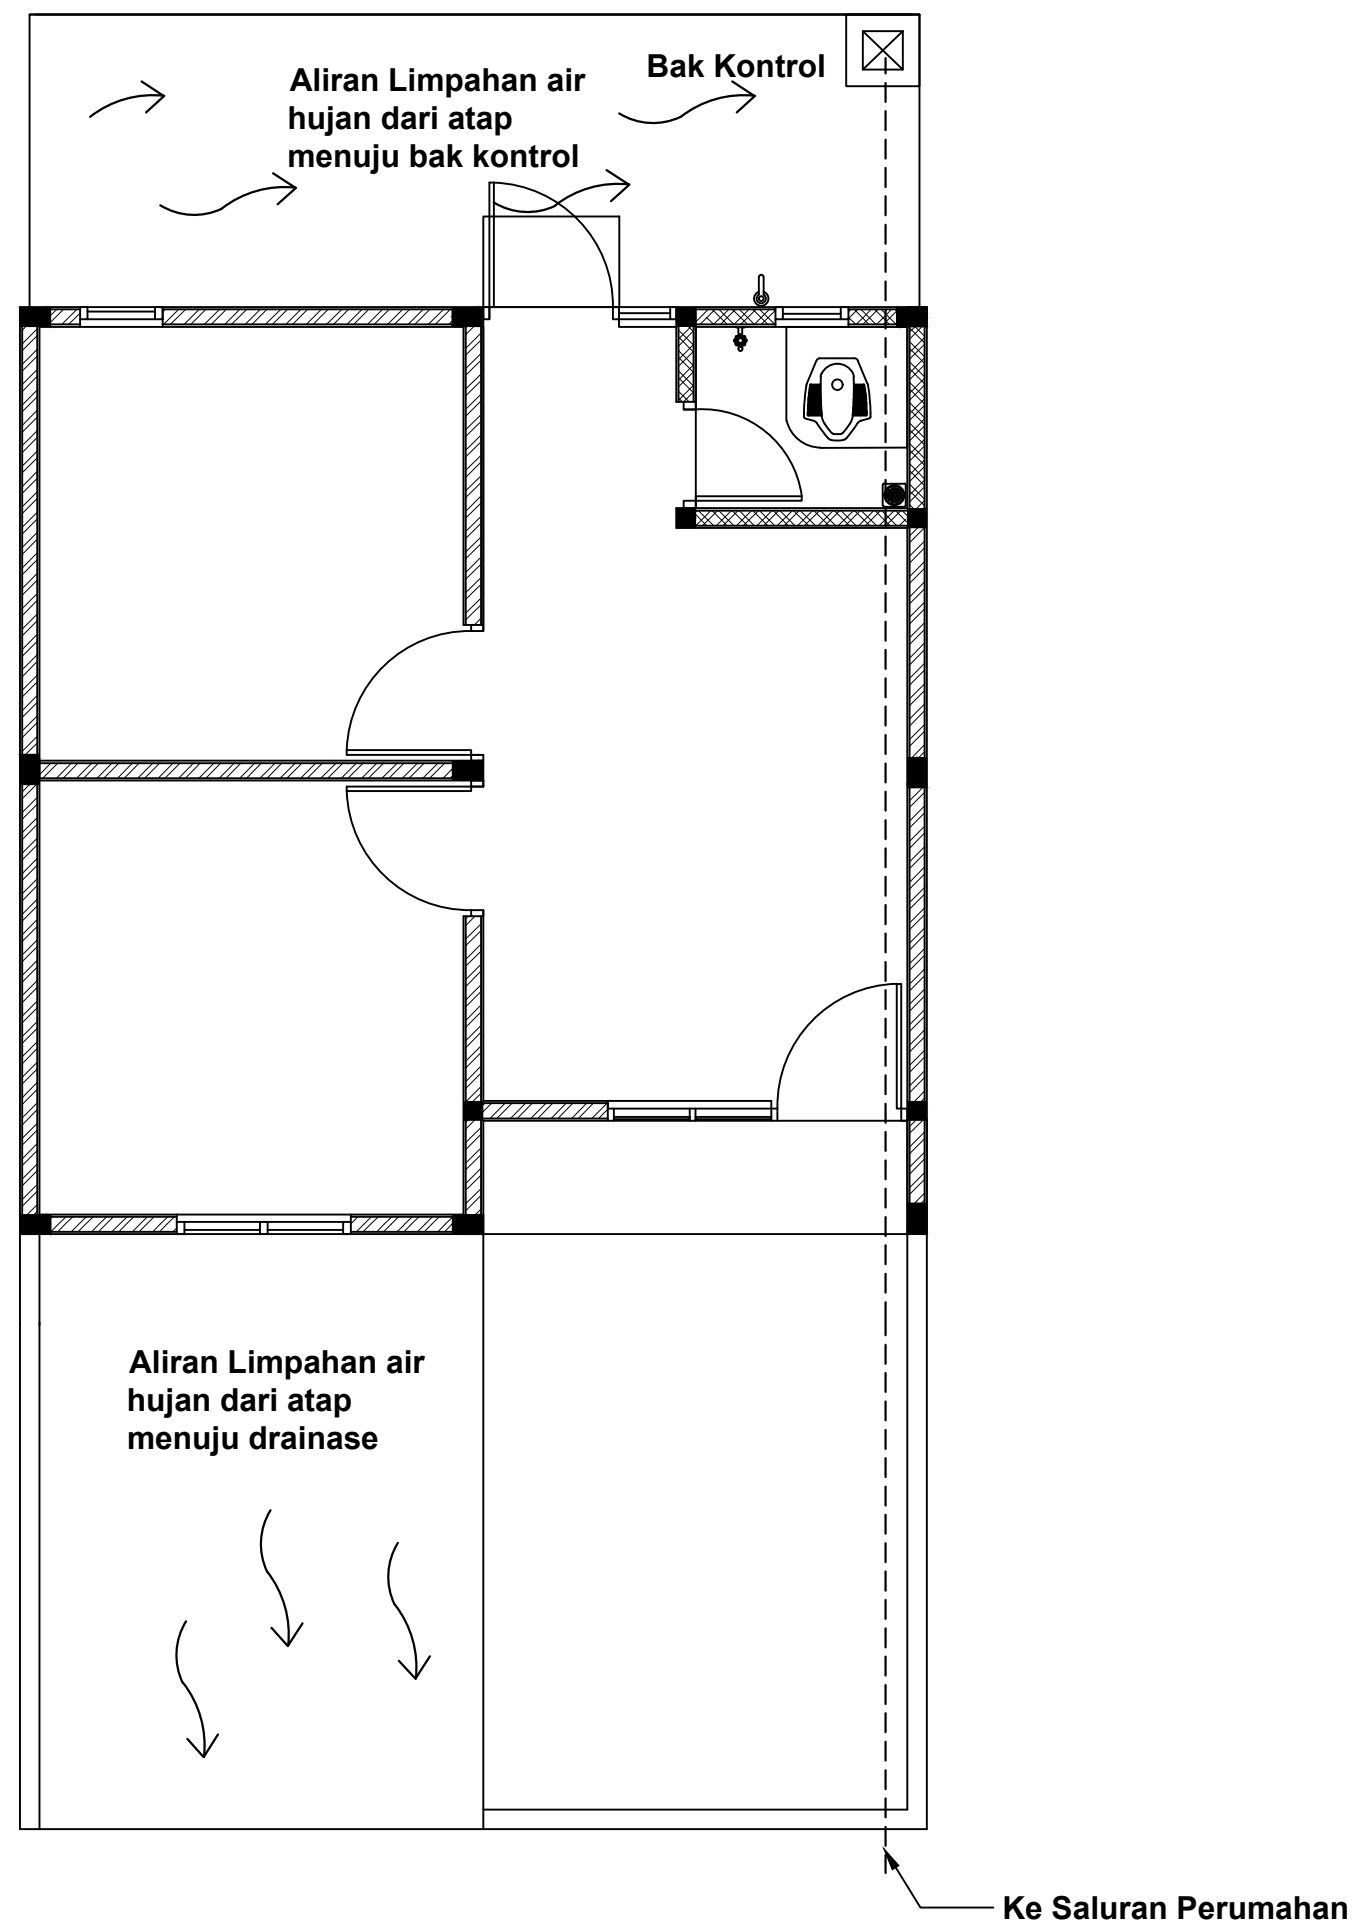 Aliran Limpahan air
hujan dari atap
menuju bak kontrol
Bak Kontrol
Aliran Limpahan air
hujan dari atap
menuju drainase
Ke Saluran Perumahan